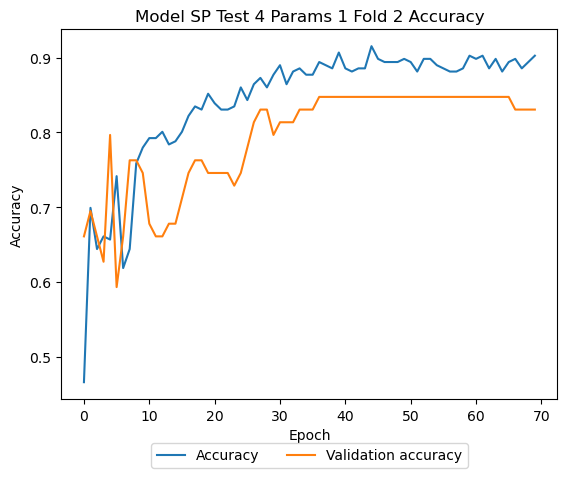 Model SP Test 4 Params 1 Fold 2 Accuracy
0.9
0.8
0.7
0.6
0.5
Accuracy
0 10 20 30 40 50 60 70
Epoch
Accuracy Validation accuracy